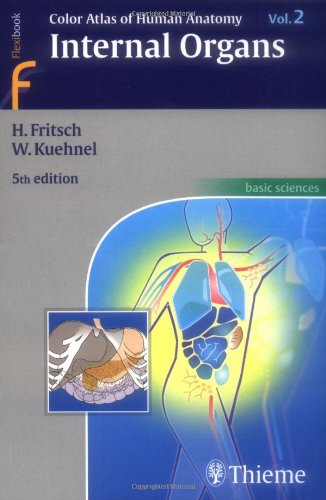 Flexibook
f
Color Atlas of Human Anatomy Vol. 2
Internal Organs
H. Fritsch
W. Kuehnel
5th edition
basic sciences
Thieme